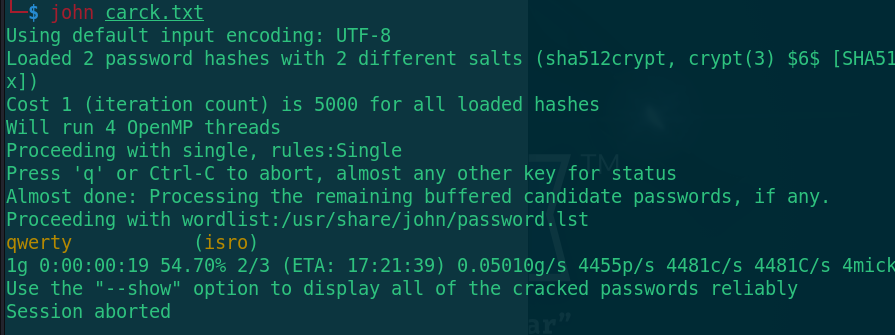 └─$ john carck.txt
Using default input encoding: UTF-8
Loaded 2 password hashes with 2 different salts (sha512crypt, crypt(3) $6$ [SHA51
x])
Cost 1 (iteration count) is 5000 for all loaded hashes
Will run 4 OpenMP threads
Proceeding with single, rules:Single
Press 'q' or Ctrl-C to abort, almost any other key for status
Almost done: Processing the remaining buffered candidate passwords, if any.
Proceeding with wordlist:/usr/share/john/password.lst
qwerty           (isro)
1g 0:00:00:19 54.70% 2/3 (ETA: 17:21:39) 0.05010g/s 4455p/s 4481c/s 4481C/s 4mick
Use the "--show" option to display all of the cracked passwords reliably
Session aborted
7™
ar”